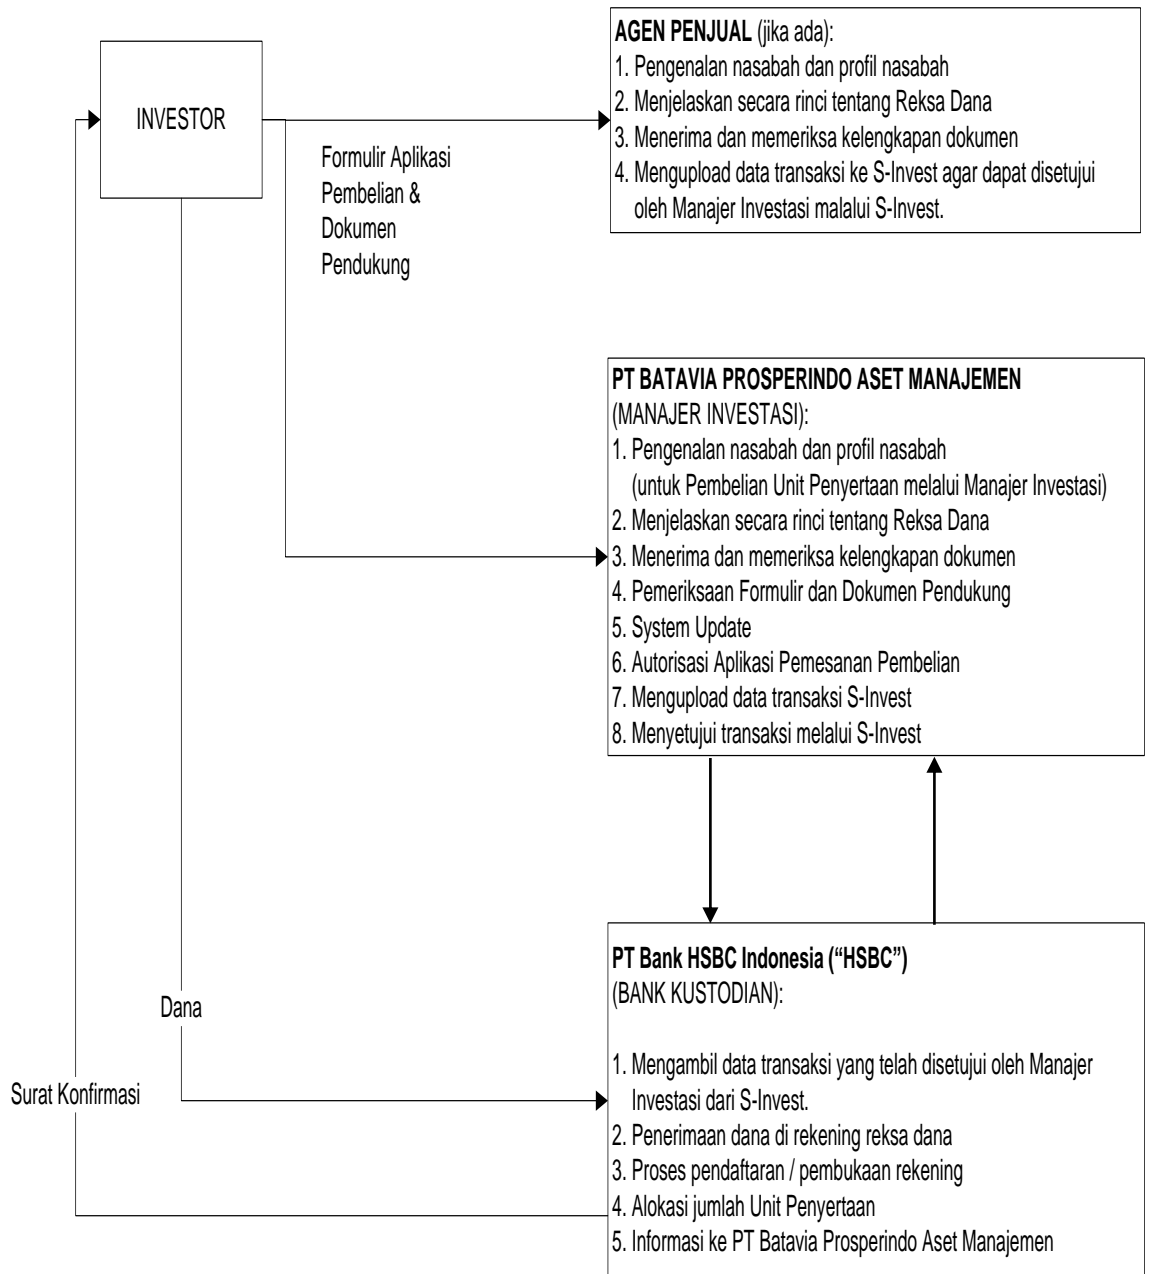 INVESTOR
AGEN PENJUAL (jika ada):
1. Pengenalan nasabah dan profil nasabah
2. Menjelaskan secara rinci tentang Reksa Dana
3. Menerima dan memeriksa kelengkapan dokumen
4. Mengupload data transaksi ke S-Invest agar dapat disetujui
oleh Manajer Investasi malalui S-Invest.
Formulir Aplikasi
Pembelian &
Dokumen
Pendukung
PT BATAVIA PROSPERINDO ASET MANAJEMEN
(MANAJER INVESTASI):
1. Pengenalan nasabah dan profil nasabah
(untuk Pembelian Unit Penyertaan melalui Manajer Investasi)
2. Menjelaskan secara rinci tentang Reksa Dana
3. Menerima dan memeriksa kelengkapan dokumen
4. Pemeriksaan Formulir dan Dokumen Pendukung
5. System Update
6. Autorisasi Aplikasi Pemesanan Pembelian
7. Mengupload data transaksi S-Invest
8. Menyetujui transaksi melalui S-Invest
Dana
Surat Konfirmasi
PT Bank HSBC Indonesia (“HSBC”)
(BANK KUSTODIAN):
1. Mengambil data transaksi yang telah disetujui oleh Manajer
Investasi dari S-Invest.
2. Penerimaan dana di rekening reksa dana
3. Proses pendaftaran / pembukaan rekening
4. Alokasi jumlah Unit Penyertaan
5. Informasi ke PT Batavia Prosperindo Aset Manajemen